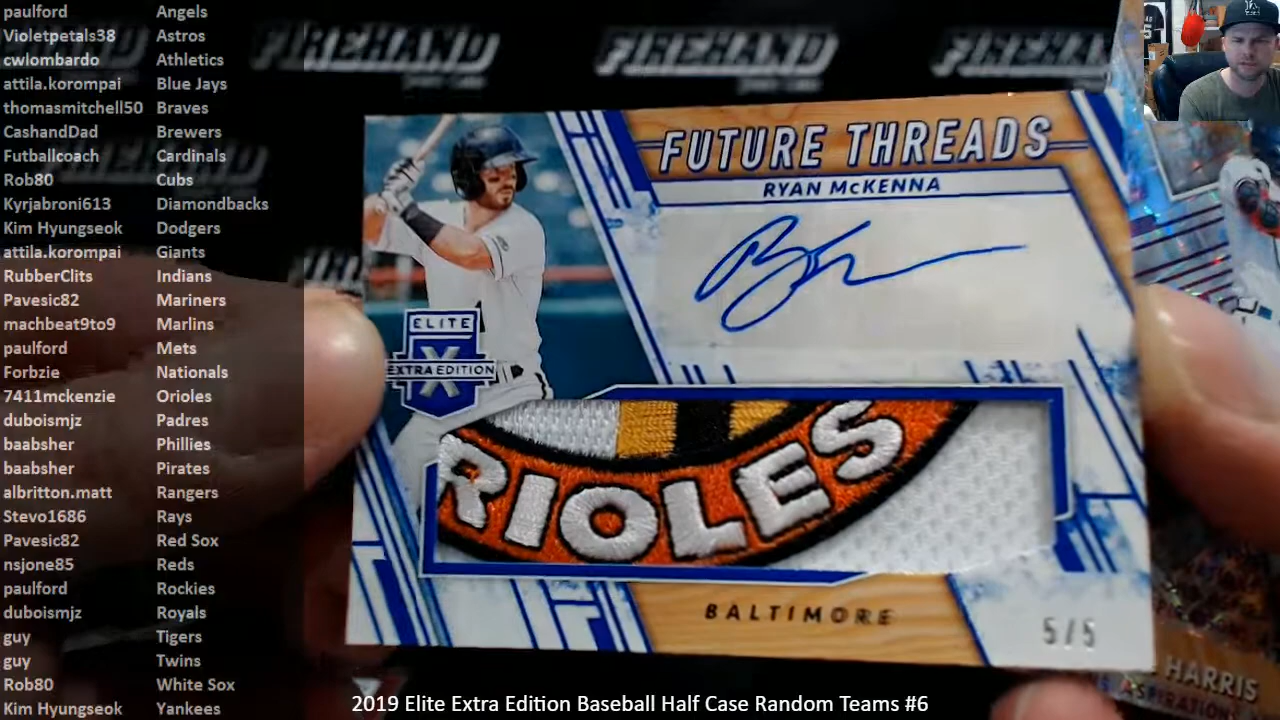 paulford Angels
Violetpetals38 Astros
cwlombardo Athletics
attila.korompai Blue Jays
thomasmitchell50 Braves
CashandDad Brewers
Futballcoach Cardinals
Rob80 Cubs
Kyrjabroni613 Diamondbacks
Kim Hyungseok Dodgers
attila.korompai Giants
RubberClits Indians
Pavesic82 Mariners
machbeat9to9 Marlins
paulford Mets
Forbzie Nationals
7411mckenzie Orioles
duboismjz Padres
baabsher Phillies
baabsher Pirates
albritton.matt Rangers
Stevo1686 Rays
Pavesic82 Red Sox
nsjone85 Reds
paulford Rockies
duboismjz Royals
guy Tigers
guy Twins
Rob80 White Sox
Kim Hyungseok Yankees
FIREHAND FIREHAND FIREHAND
FUTURE THREADS
RYAN McKENNA
ELITE
X
EXTRA EDITION
RIOLES
BALTIMORE
5/5
HARRIS
2019 Elite Extra Edition Baseball Half Case Random Teams #6